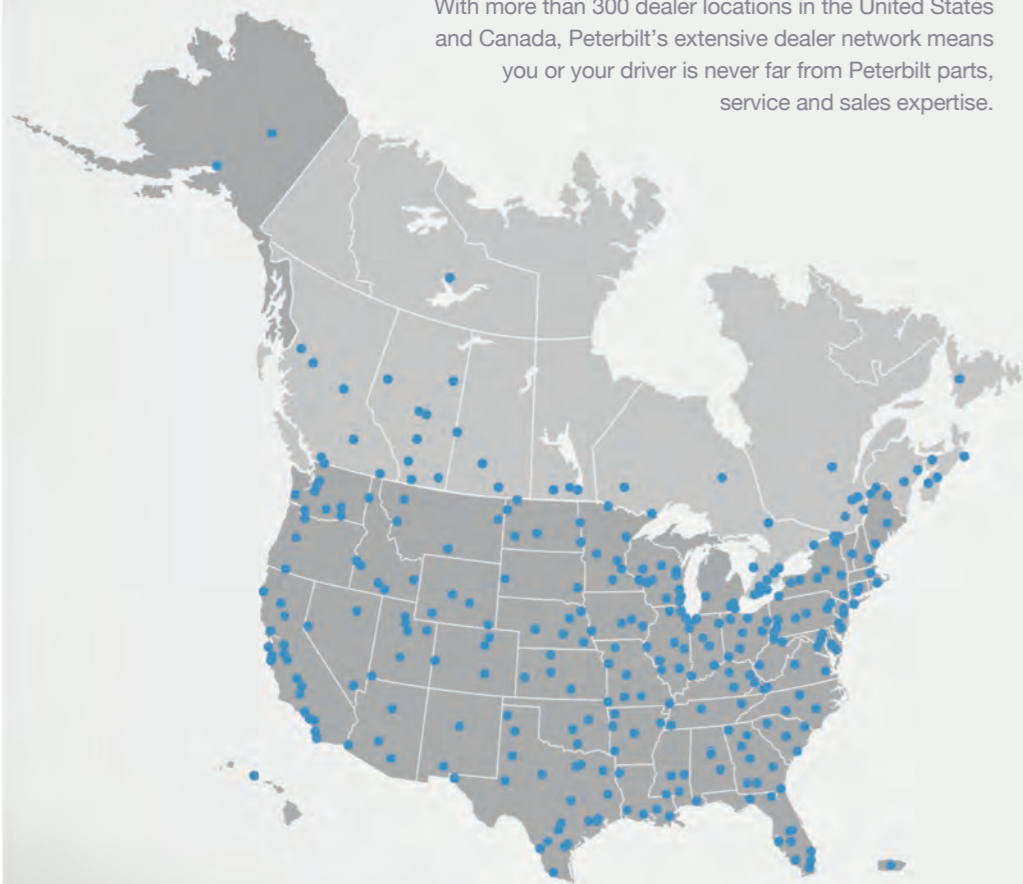 With more than 300 dealer locations in the United States
and Canada, Peterbilt's extensive dealer network means
you or your driver is never far from Peterbilt parts,
service and sales expertise.